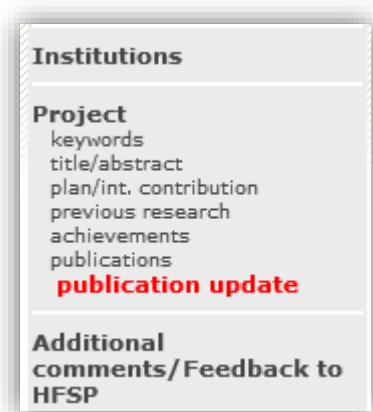 Institutions
Project
keywords
title/abstract
plan/int. contribution
previous research
achievements
publications
publication update
Additional
comments/Feedback to
HFSP